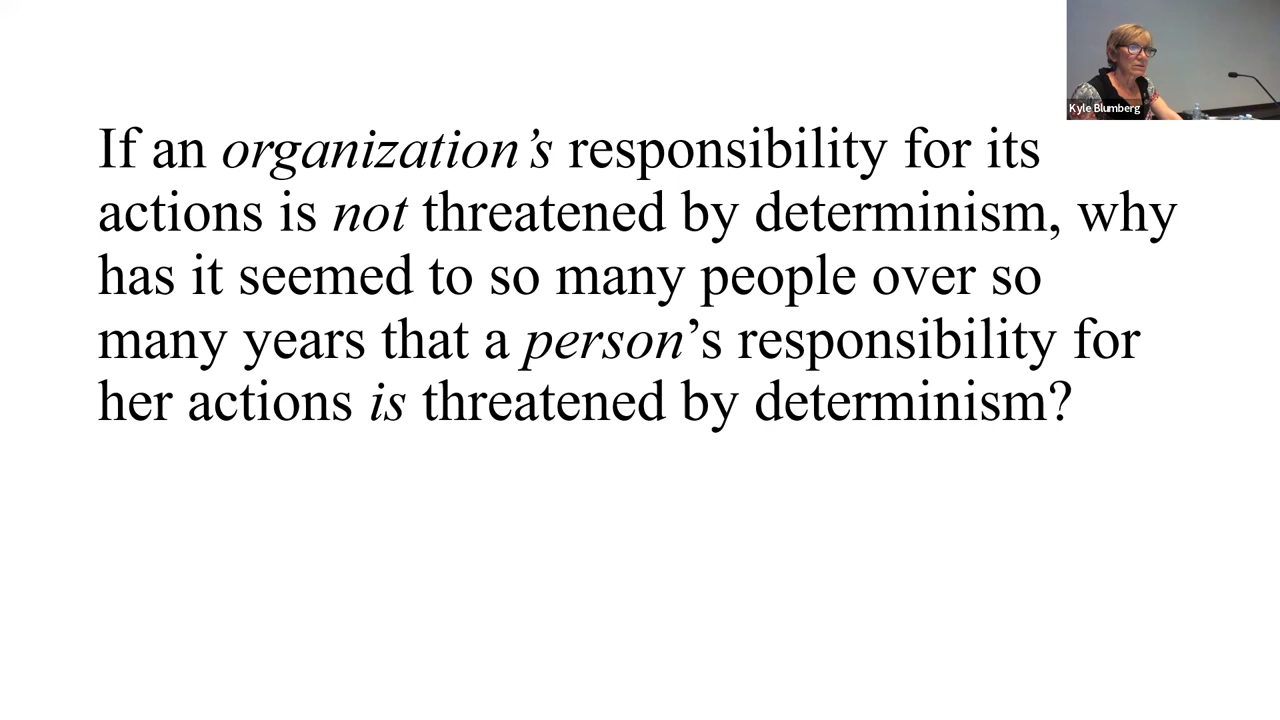 Kyle Blumberg
If an organization’s responsibility for its
actions is not threatened by determinism, why
has it seemed to so many people over so
many years that a person’s responsibility for
her actions is threatened by determinism?